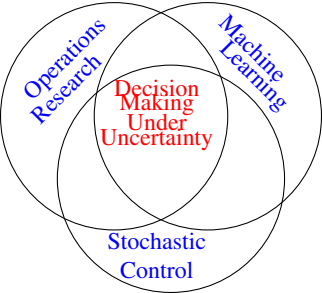 Operations
Research
Machine
Learning
Decision
Making
Under
Uncertainty
Stochastic
Control